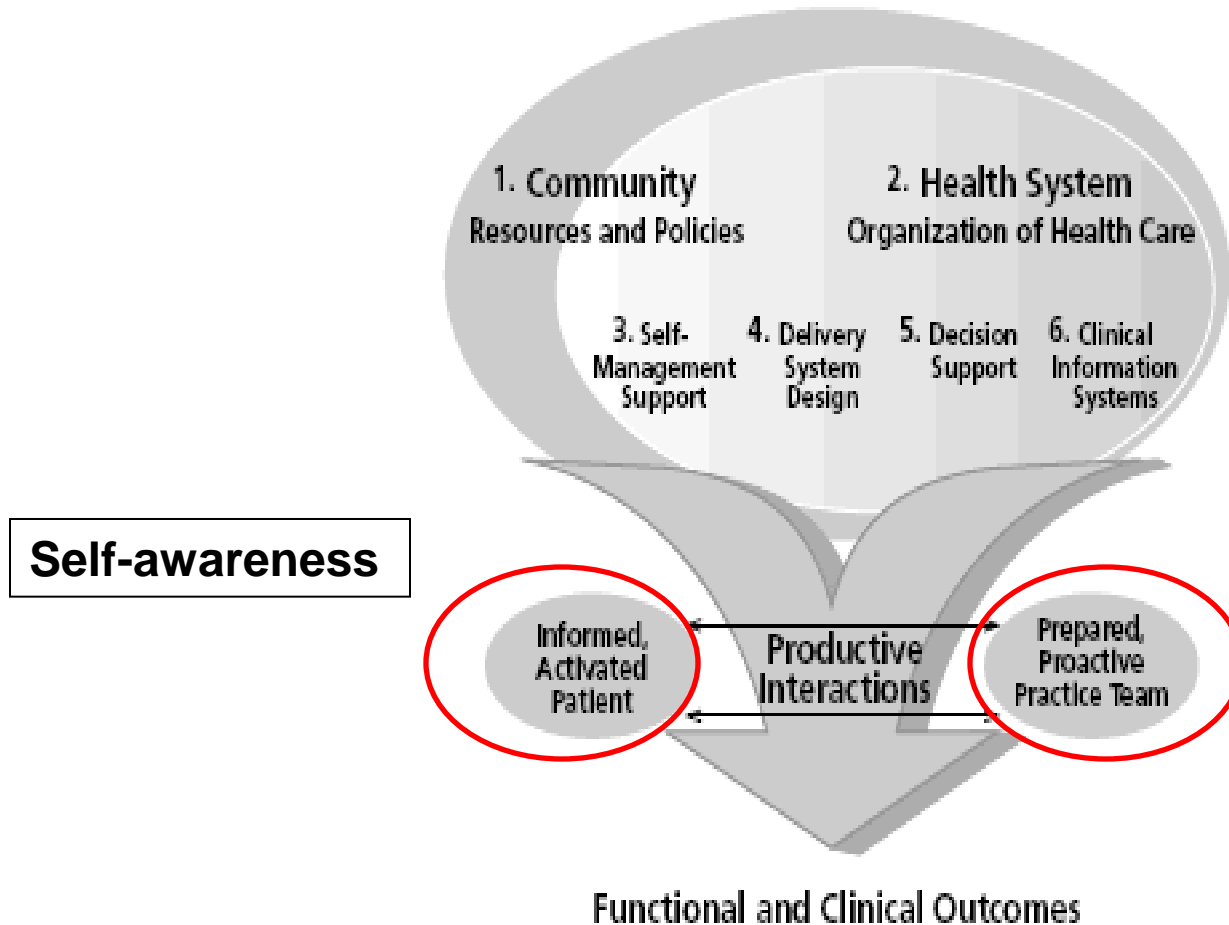 1. Community
Resources and Policies
2. Health System
Organization of Health Care
3. Self-
Management
Support
4. Delivery
System
Design
5. Decision
Support
6. Clinical
Information
Systems
Self-awareness
Informed,
Activated
Patient
Productive
Interactions
Prepared,
Proactive
Practice Team
Functional and Clinical Outcomes